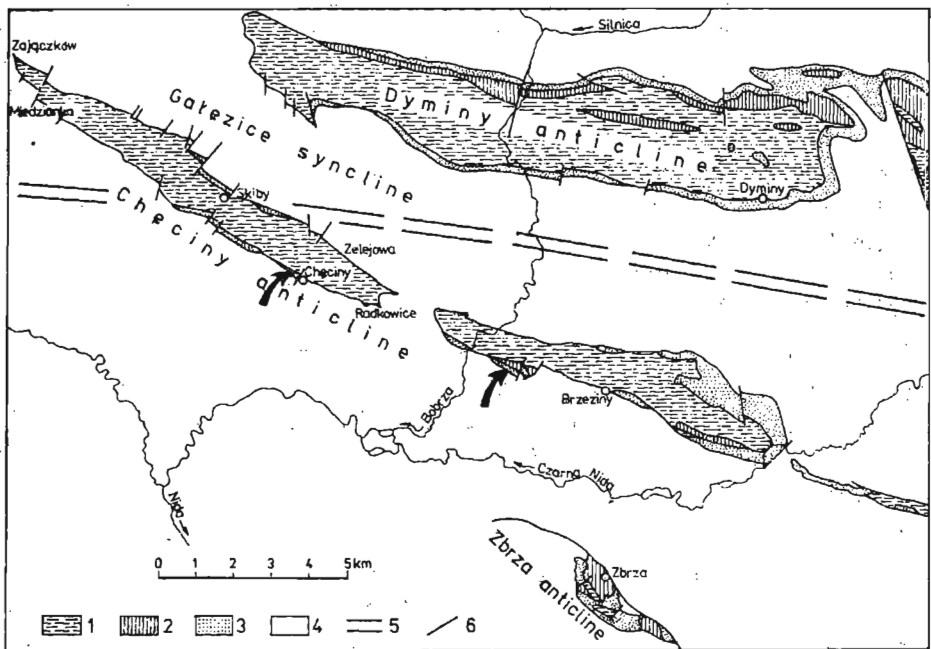 Silnica
Zajączków
Miedzianka
Gałęzice syncline
Dyminy anticline
Skiby
Dyminy
Chęciny anticline
Zelejowa
Chęciny
Radkowice
Bobrza
Brzeziny
Czarna Nida
Nida
Zbrza anticline
Zbrza
0 1 2 3 4 5km
1 2 3 4 5 6